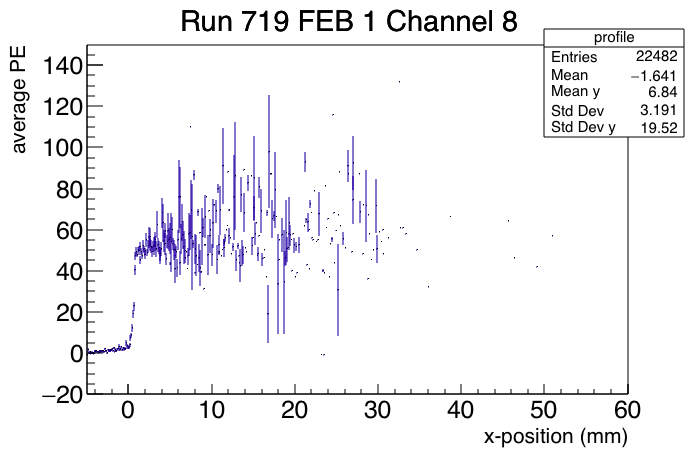 Run 719 FEB 1 Channel 8
profile
Entries 22482
Mean −1.641
Mean y 6.84
Std Dev 3.191
Std Dev y 19.52
average PE
140
120
100
80
60
40
20
0
−20
0 10 20 30 40 50 60
x-position (mm)